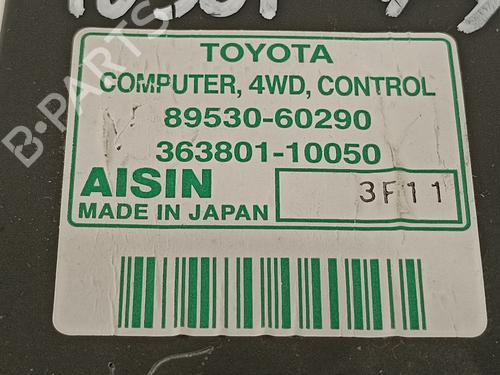 TOYOTA
COMPUTER, 4WD, CONTROL
89530-60290
363801-10050
AISIN
3F11
MADE IN JAPAN
B-PARTS